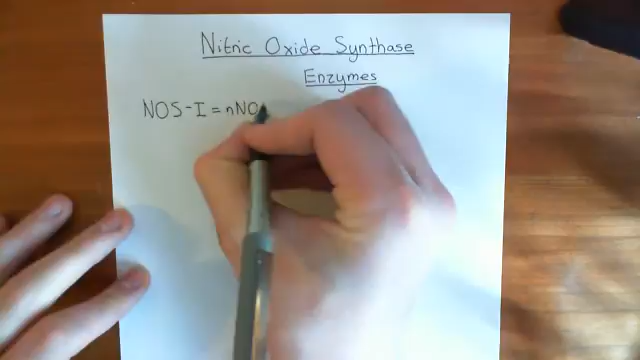 Nitric Oxide Synthase
Enzymes
NOS-I = nNO